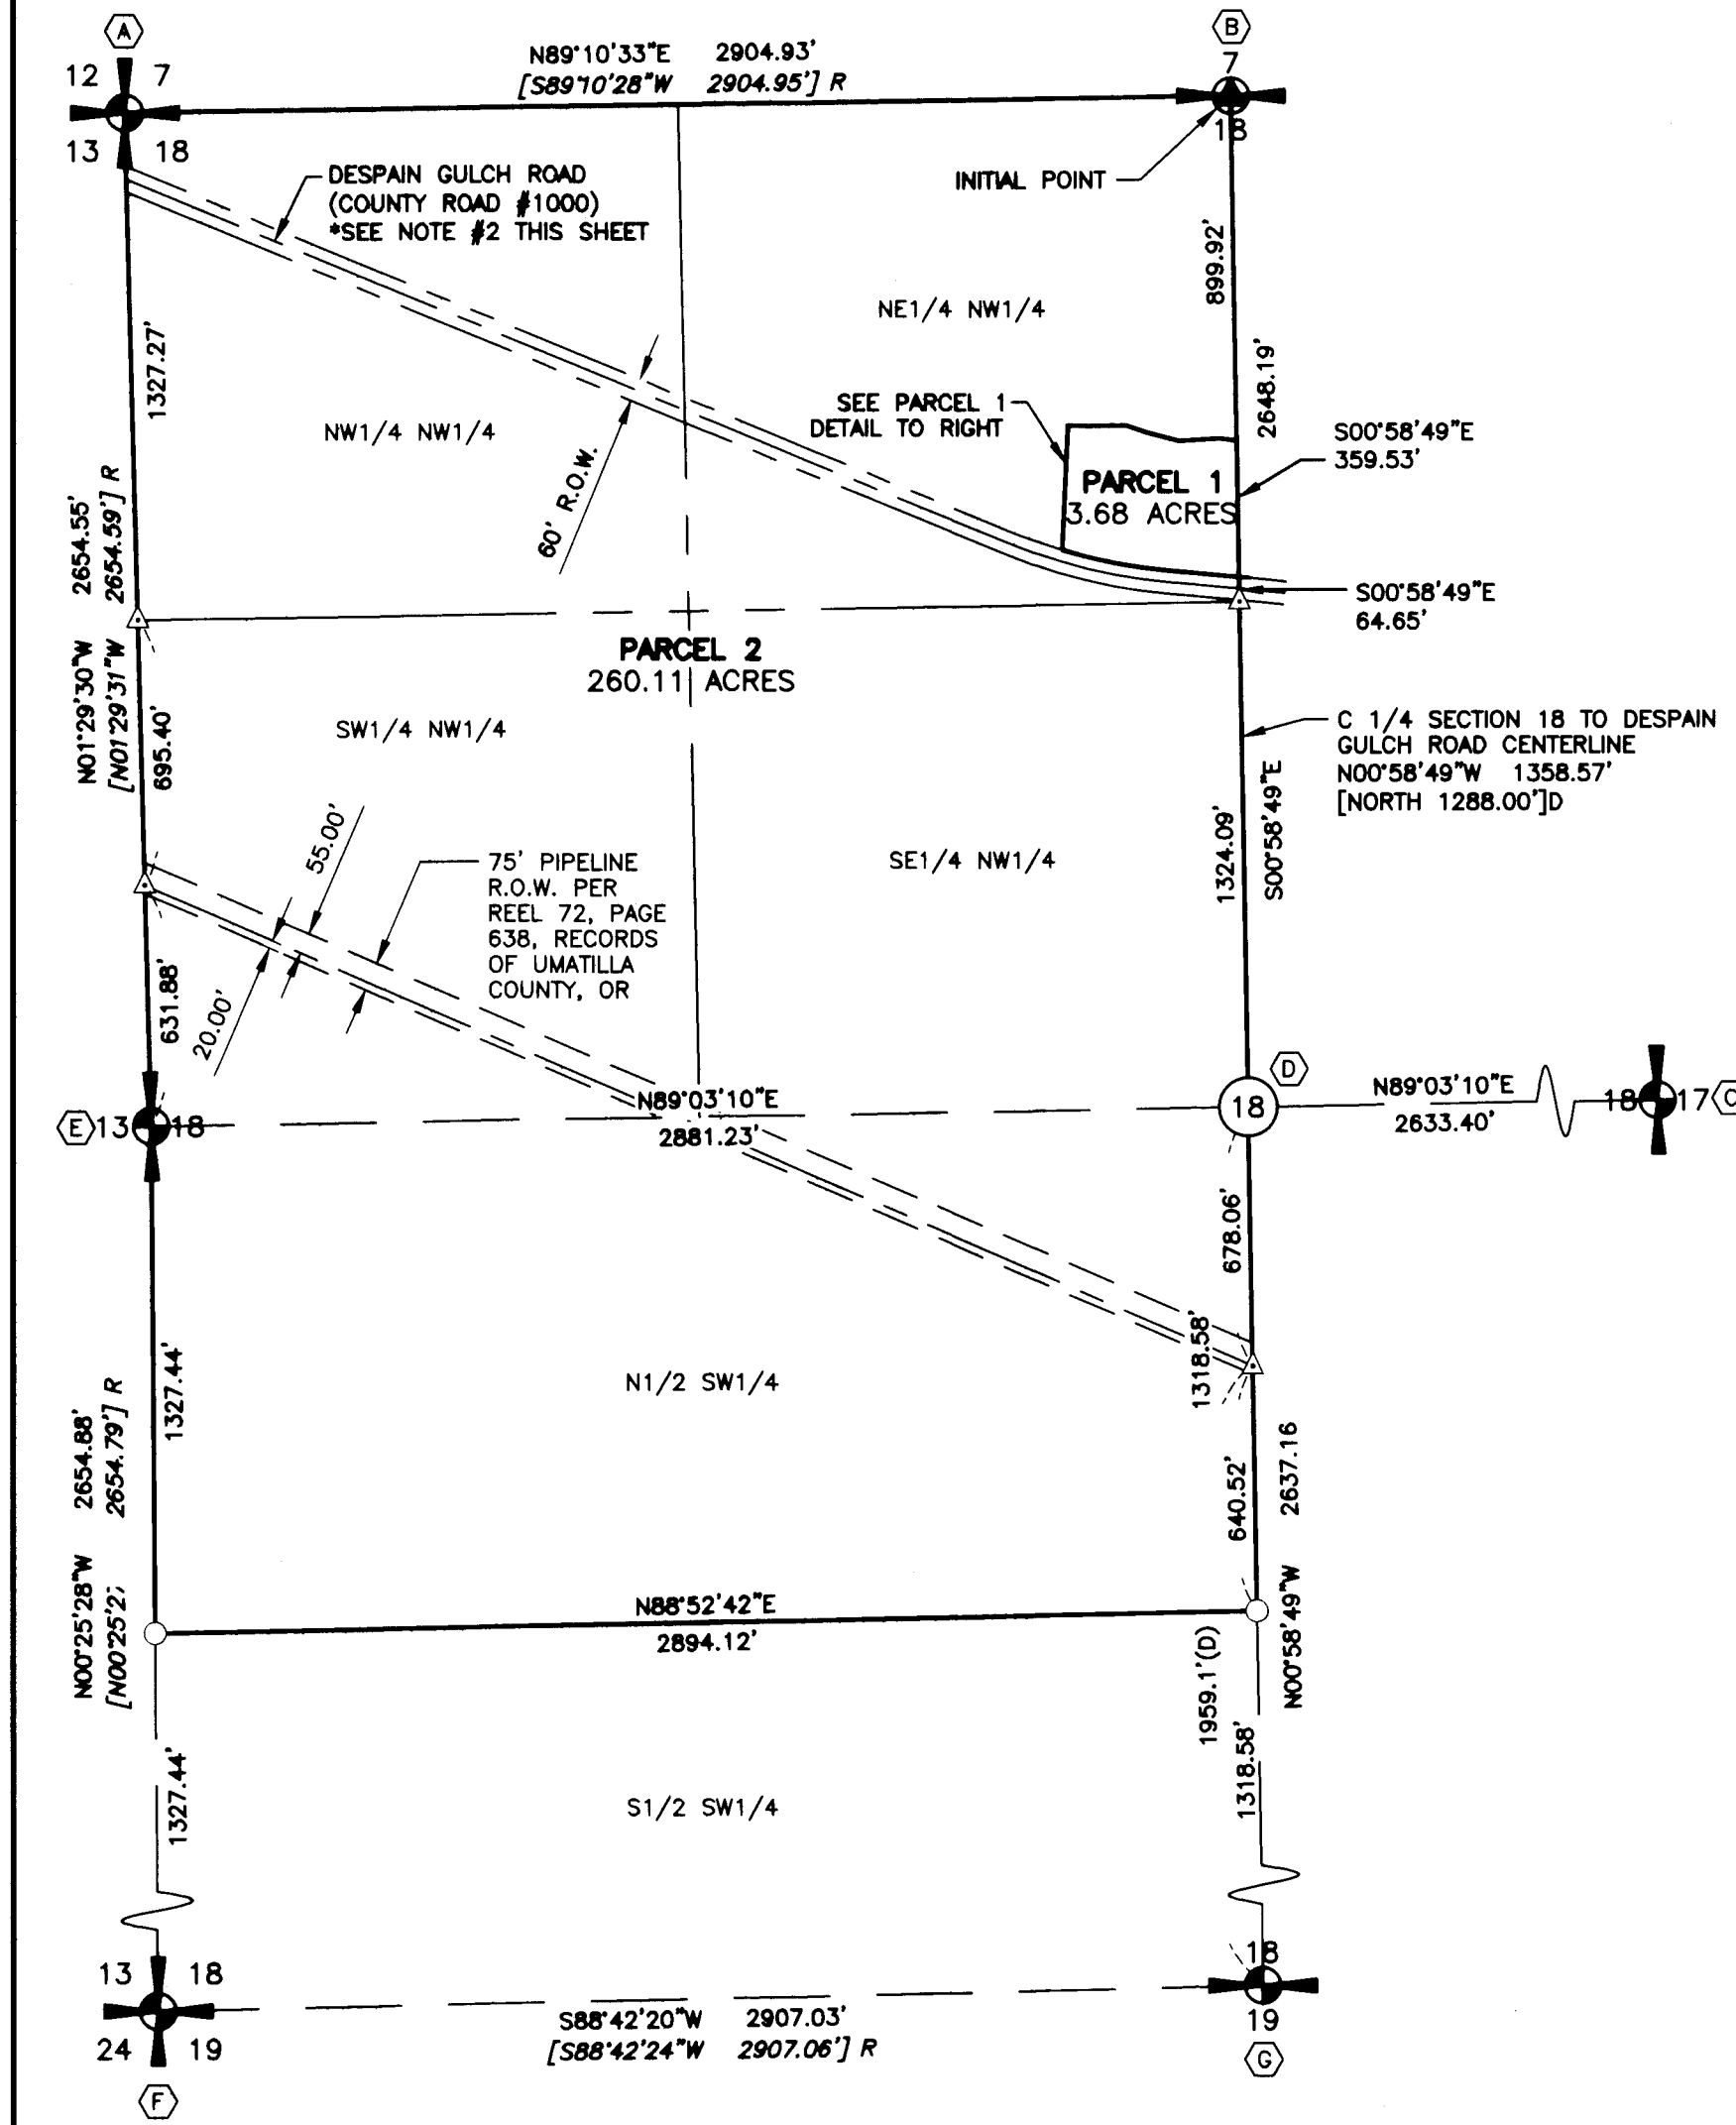 A
B
N89°10'33"E 2904.93'
[S89°10'28"W 2904.95'] R
12 7
13 18
7
18
INITIAL POINT
DESPAIN GULCH ROAD
(COUNTY ROAD #1000)
*SEE NOTE #2 THIS SHEET
899.92'
NE1/4 NW1/4
1327.27'
2648.19'
SEE PARCEL 1
DETAIL TO RIGHT
NW1/4 NW1/4
S00°58'49"E
359.53'
PARCEL 1
3.68 ACRES
60' R.O.W.
N01°29'30"W 2654.55'
[N01°29'31"W 2654.59'] R
S00°58'49"E
64.65'
PARCEL 2
260.11 ACRES
SW1/4 NW1/4
695.40'
C 1/4 SECTION 18 TO DESPAIN
GULCH ROAD CENTERLINE
N00°58'49"W 1358.57'
[NORTH 1288.00']D
55.00'
75' PIPELINE
R.O.W. PER
REEL 72, PAGE
638, RECORDS
OF UMATILLA
COUNTY, OR
SE1/4 NW1/4
1324.09'
S00°58'49"E
631.88'
20.00'
D
18
N89°03'10"E
2633.40'
18 17
C
E
13 18
N89°03'10"E
2881.23'
678.06'
1318.58'
N1/2 SW1/4
1327.44'
N00°25'28"W 2654.88'
[N00°25'2 2654.79'] R
640.52'
N00°58'49"W 2637.16
N88°52'42"E
2894.12'
1959.1'(D)
1318.58'
1327.44'
S1/2 SW1/4
13 18
24 19
18
19
S88°42'20"W 2907.03'
[S88°42'24"W 2907.06'] R
F
G